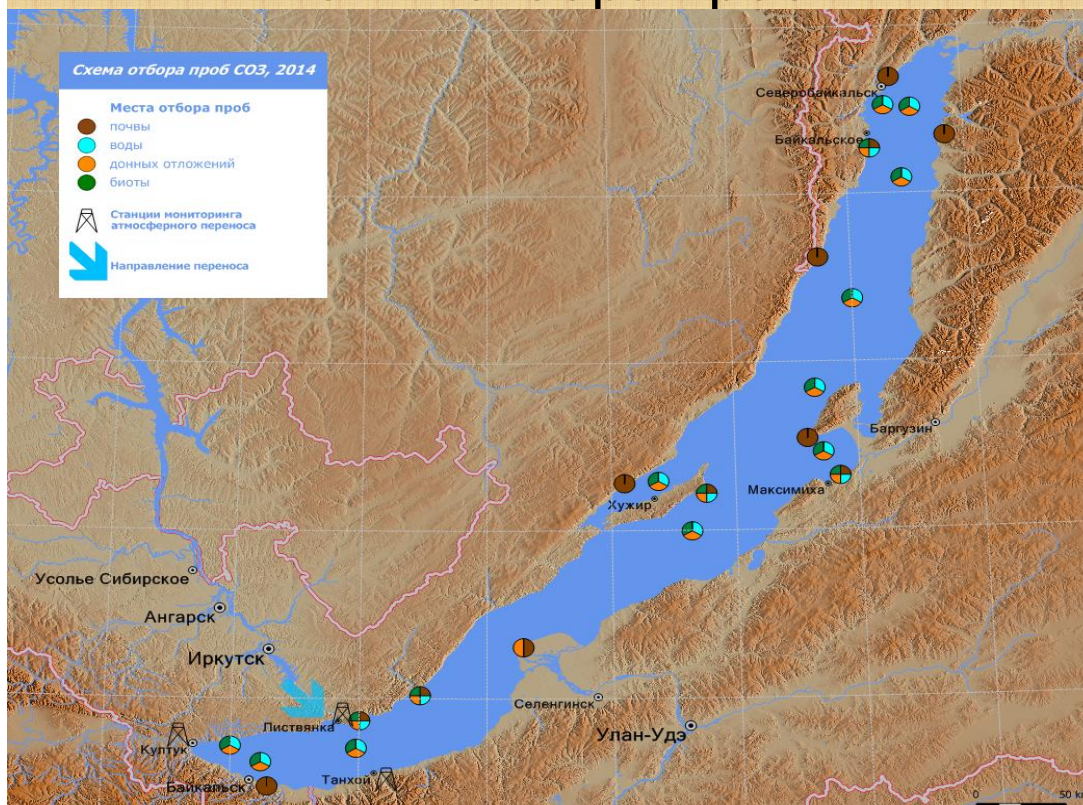 Схема отбора проб СОЗ, 2014
Места отбора проб
почвы
воды
донных отложений
биоты
Станции мониторинга
атмосферного переноса
Направление переноса
Северобайкальск
Байкальское
Баргузин
Максимиха
Хужир
Усолье Сибирское
Ангарск
Иркутск
Селенгинск
Листвянка
Улан-Удэ
Култук
Танхой
Байкальск
0 50 km